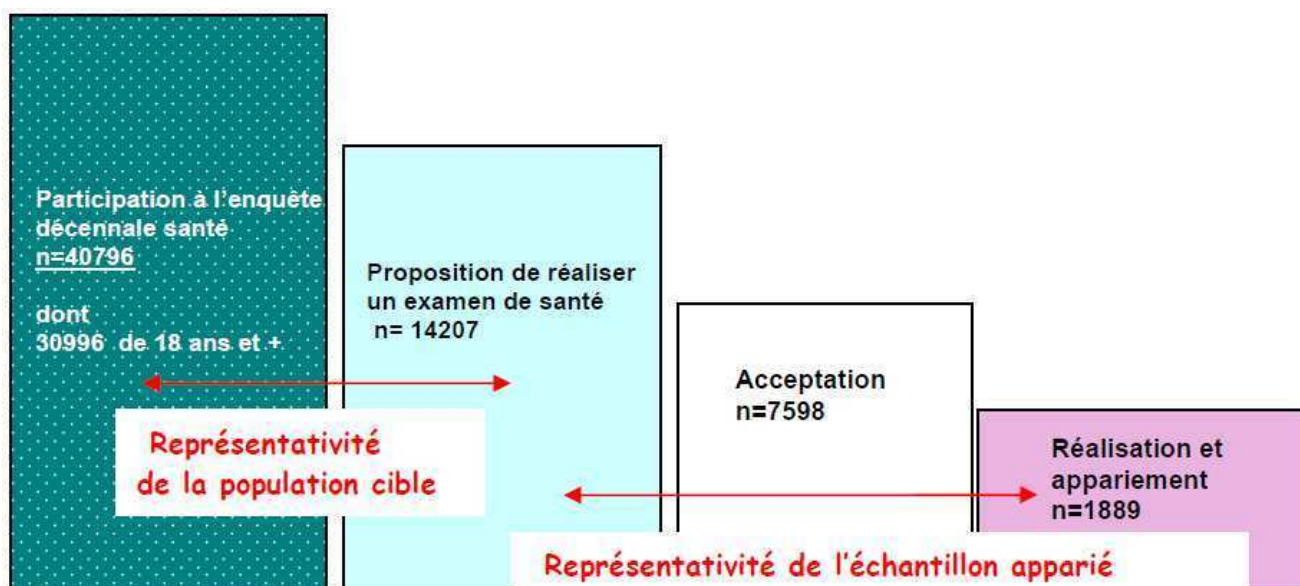 Participation à l'enquête
décennale santé
n=40796
dont
30996 de 18 ans et +
Proposition de réaliser
un examen de santé
n= 14207
Acceptation
n=7598
Réalisation et
appariement
n=1889
Représentativité
de la population cible
Représentativité de l'échantillon apparié